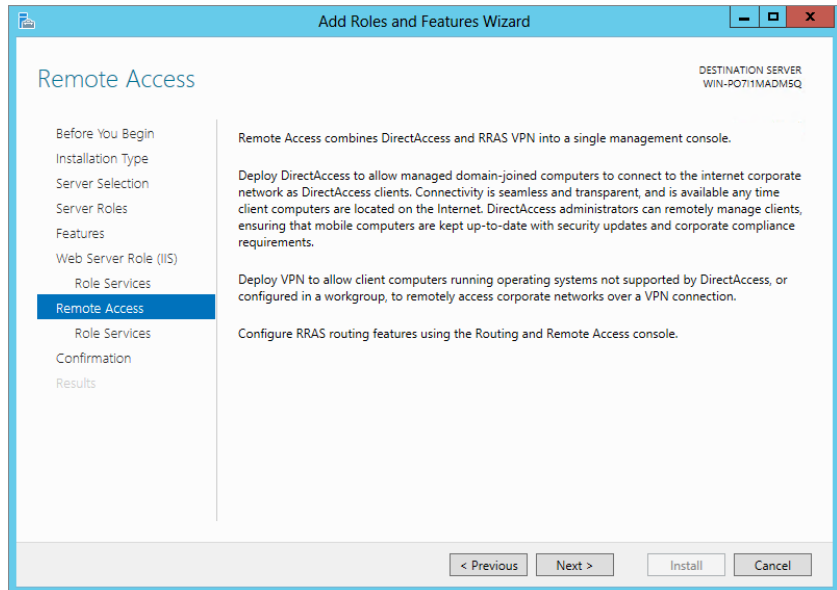 Add Roles and Features Wizard
Remote Access
DESTINATION SERVER
WIN-PO7I1MADM5Q
Before You Begin
Installation Type
Server Selection
Server Roles
Features
Web Server Role (IIS)
Role Services
Remote Access
Role Services
Confirmation
Results
Remote Access combines DirectAccess and RRAS VPN into a single management console.
Deploy DirectAccess to allow managed domain-joined computers to connect to the internet corporate
network as DirectAccess clients. Connectivity is seamless and transparent, and is available any time
client computers are located on the Internet. DirectAccess administrators can remotely manage clients,
ensuring that mobile computers are kept up-to-date with security updates and corporate compliance
requirements.
Deploy VPN to allow client computers running operating systems not supported by DirectAccess, or
configured in a workgroup, to remotely access corporate networks over a VPN connection.
Configure RRAS routing features using the Routing and Remote Access console.
< Previous
Next >
Install
Cancel